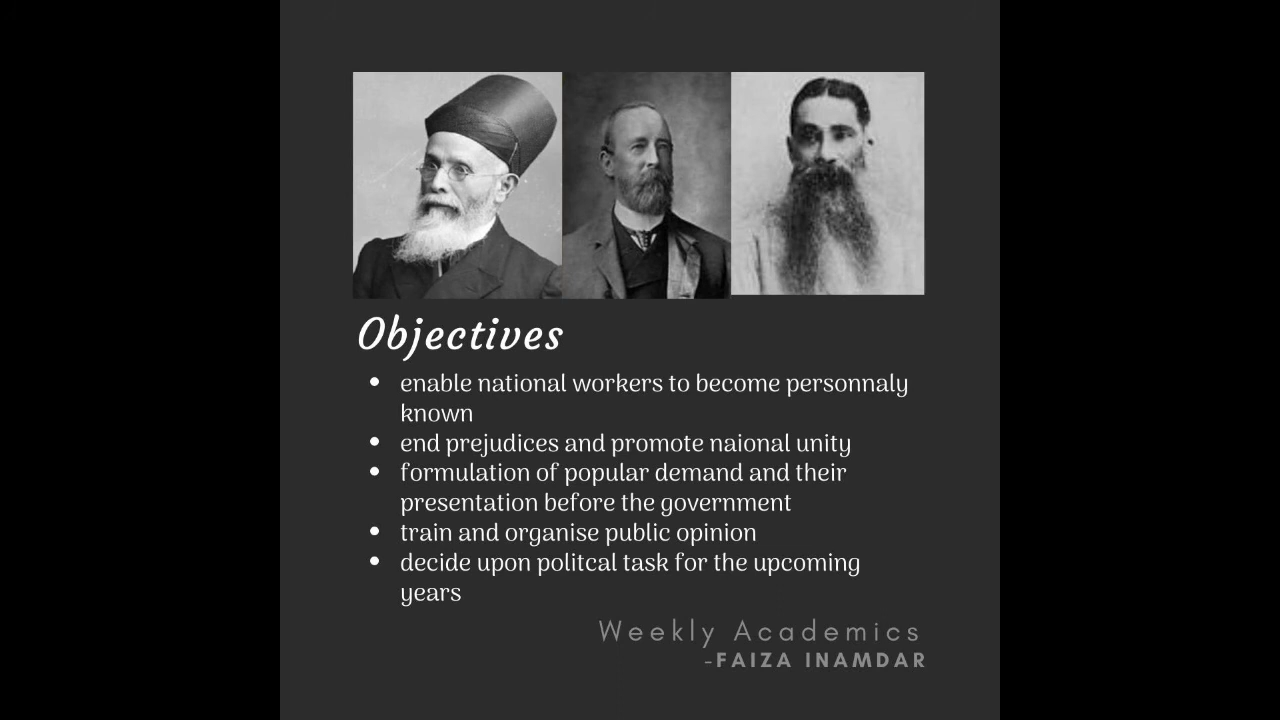 Objectives
enable national workers to become personnaly
known
end prejudices and promote naional unity
formulation of popular demand and their
presentation before the government
train and organise public opinion
decide upon politcal task for the upcoming
years
Weekly Academics
-FAIZA INAMDAR